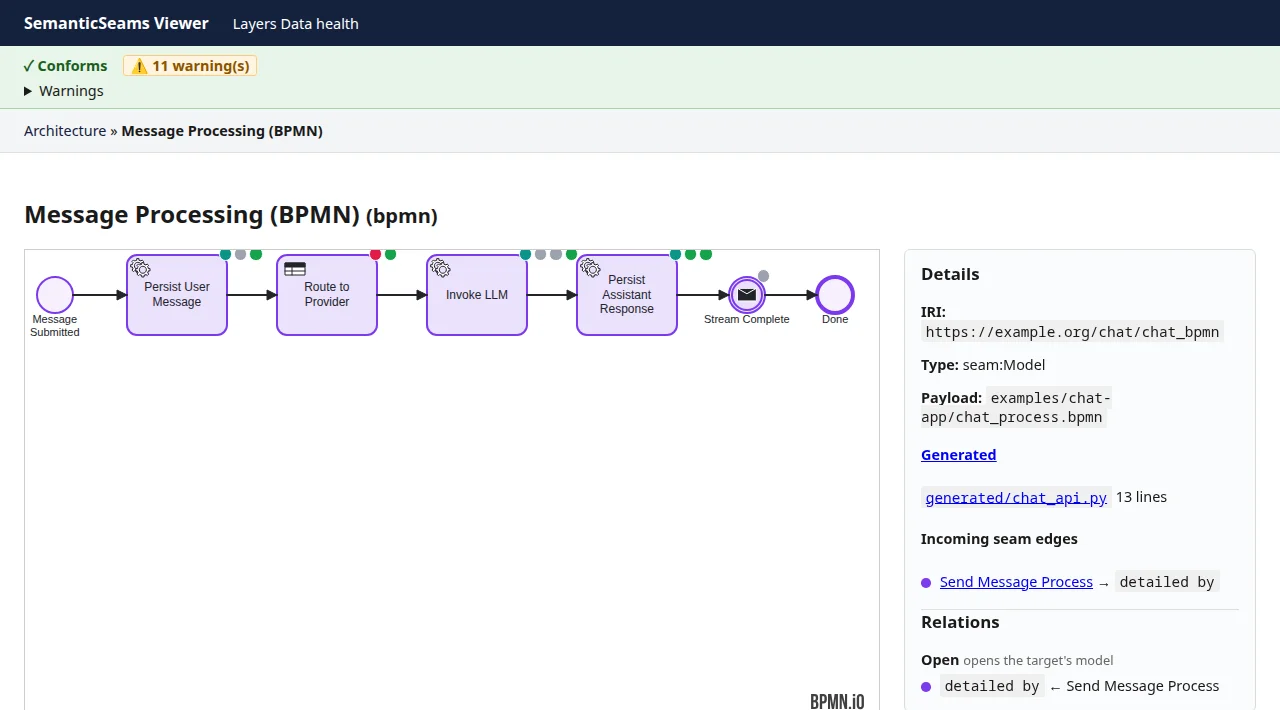 SemanticSeams Viewer Layers Data health
✓ Conforms ⚠️ 11 warning(s)
▶ Warnings
Architecture » Message Processing (BPMN)
Message Processing (BPMN) (bpmn)
Message
Submitted
Persist User
Message
Route to
Provider
Invoke LLM
Persist
Assistant
Response
Stream Complete
Done
BPMN.iO
Details
IRI:
https://example.org/chat/chat_bpmn
Type: seam:Model
Payload: examples/chat-
app/chat_process.bpmn
Generated
generated/chat_api.py 13 lines
Incoming seam edges
Send Message Process → detailed by
Relations
Open opens the target's model
detailed by ← Send Message Process